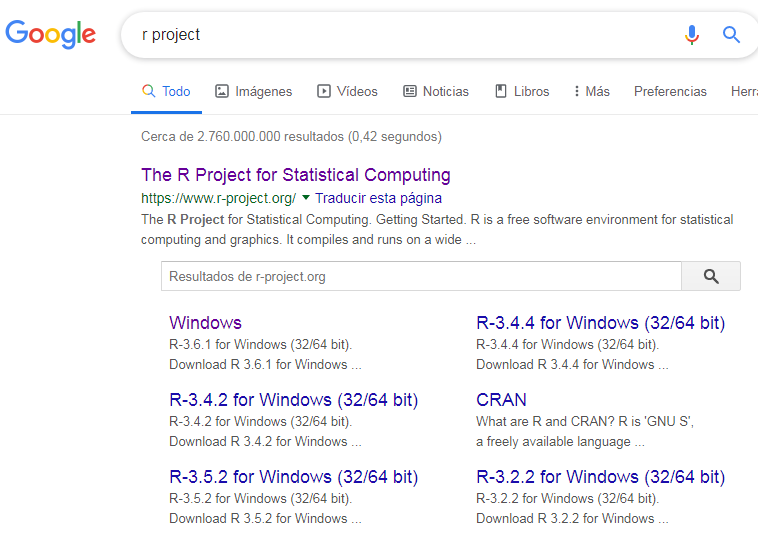 Google
r project
Todo Imágenes Vídeos Noticias Libros Más Preferencias Herra
Cerca de 2.760.000.000 resultados (0,42 segundos)
The R Project for Statistical Computing
https://www.r-project.org/ Traducir esta página
The R Project for Statistical Computing. Getting Started. R is a free software environment for statistical
computing and graphics. It compiles and runs on a wide ...
Resultados de r-project.org
Windows
R-3.6.1 for Windows (32/64 bit).
Download R 3.6.1 for Windows ...
R-3.4.4 for Windows (32/64 bit)
R-3.4.4 for Windows (32/64 bit).
Download R 3.4.4 for Windows ...
R-3.4.2 for Windows (32/64 bit)
R-3.4.2 for Windows (32/64 bit).
Download R 3.4.2 for Windows ...
CRAN
What are R and CRAN? R is 'GNU S',
a freely available language ...
R-3.5.2 for Windows (32/64 bit)
R-3.5.2 for Windows (32/64 bit).
Download R 3.5.2 for Windows ...
R-3.2.2 for Windows (32/64 bit)
R-3.2.2 for Windows (32/64 bit).
Download R 3.2.2 for Windows ...